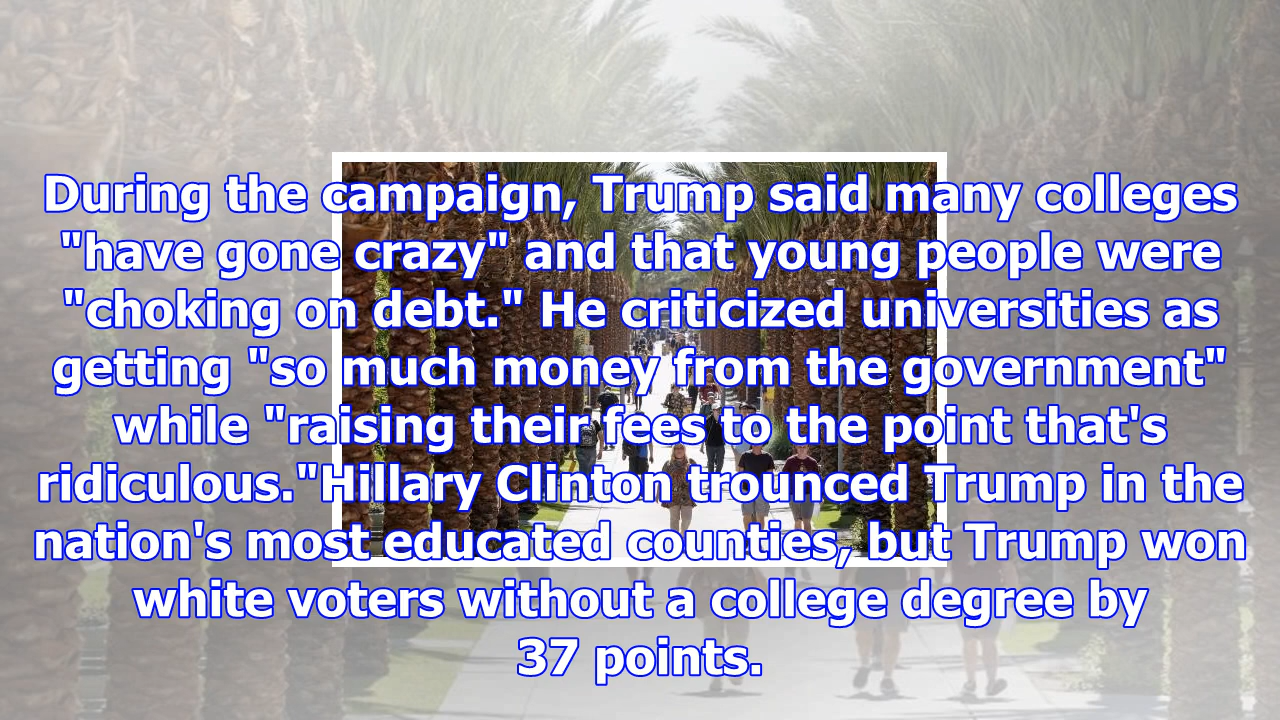 During the campaign, Trump said many colleges
"have gone crazy" and that young people were
"choking on debt." He criticized universities as
getting "so much money from the government"
while "raising their fees to the point that's
ridiculous."Hillary Clinton trounced Trump in the
nation's most educated counties, but Trump won
white voters without a college degree by
37 points.